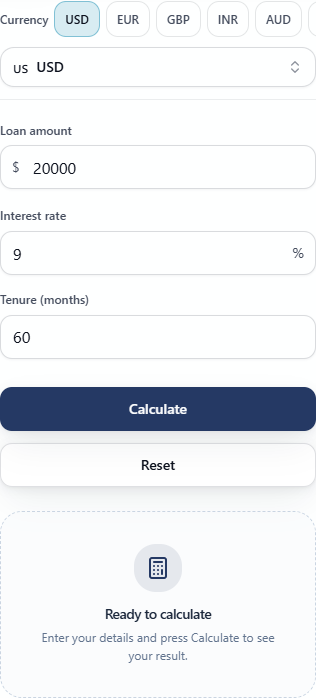 Currency USD EUR GBP INR AUD
US USD
Loan amount
$ 20000
Interest rate
9 %
Tenure (months)
60
Calculate
Reset
Ready to calculate
Enter your details and press Calculate to see
your result.